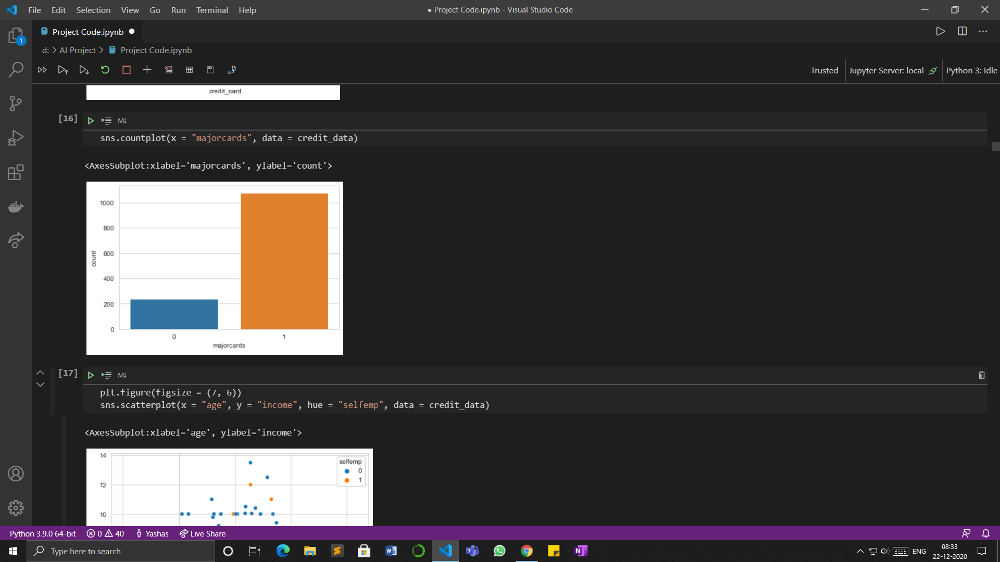 File Edit Selection View Go Run Terminal Help
● Project Code.ipynb - Visual Studio Code
1
Project Code.ipynb ●
d: > AI Project > Project Code.ipynb
Trusted
Jupyter Server: local
Python 3: Idle
credit_card
[16]
M↓
sns.countplot(x = "majorcards", data = credit_data)
<AxesSubplot:xlabel='majorcards', ylabel='count'>
1000
800
600
400
200
0
count
0 1
majorcards
[17]
M↓
plt.figure(figsize = (7, 6))
sns.scatterplot(x = "age", y = "income", hue = "selfemp", data = credit_data)
<AxesSubplot:xlabel='age', ylabel='income'>
14
12
10
selfemp
0
1
Python 3.9.0 64-bit 0 40 Yashas Live Share
Type here to search
ENG
08:33
22-12-2020